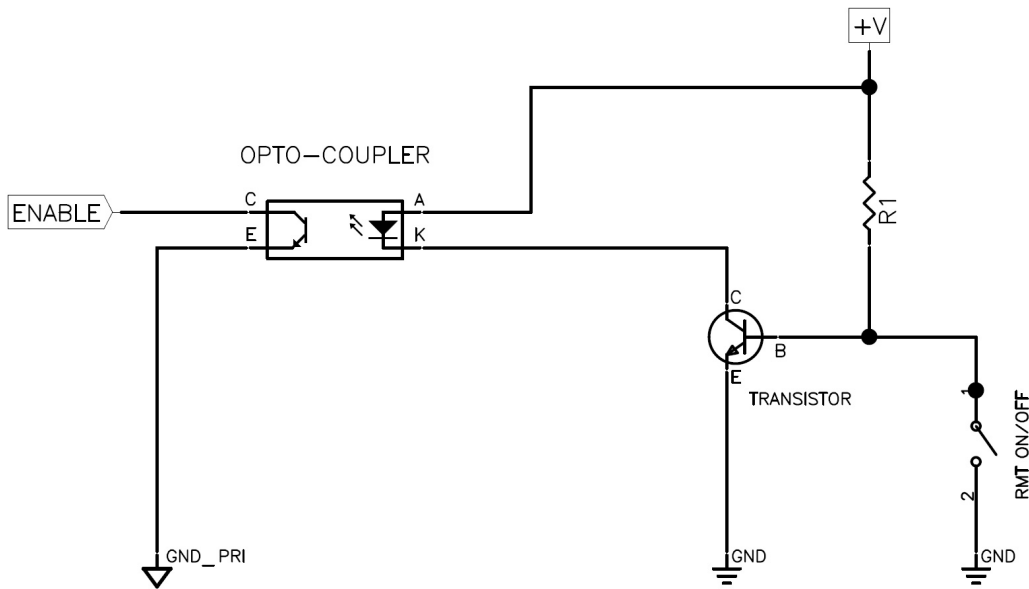 +V
OPTO-COUPLER
ENABLE
C
A
E
K
R1
C
B
E
TRANSISTOR
1
RMT ON/OFF
2
GND_PRI
GND
GND